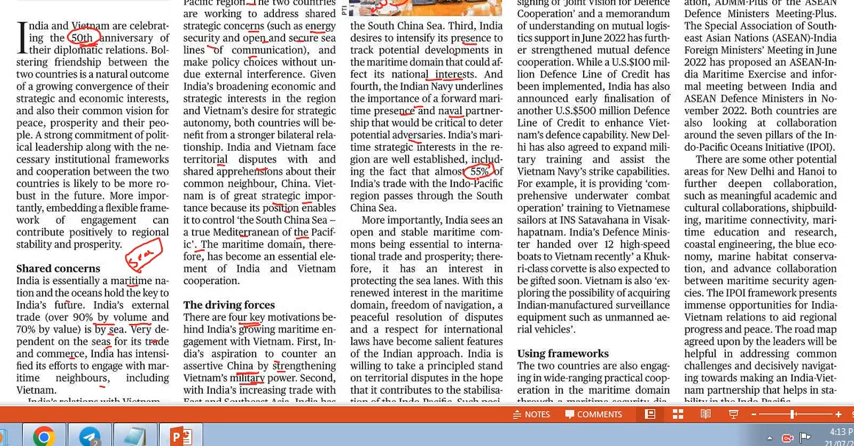 India and Vietnam are celebrat-
ing the 50th anniversary of
their diplomatic relations. Bol-
stering friendship between the
two countries is a natural outcome
of a growing convergence of their
strategic and economic interests,
and also their common vision for
peace, prosperity and their peo-
ple. A strong commitment of polit-
ical leadership along with the
necessary institutional frameworks
and cooperation between the two
countries is likely to be more ro-
bust in the future. More impor-
tantly, embedding a flexible frame-
work of engagement can
contribute positively to regional
stability and prosperity.
Shared concerns
India is essentially a maritime na-
tion and the oceans hold the key to
India's future. India's external
trade (over 90% by volume and
70% by value) is by sea. Very de-
pendent on the seas for its trade
and commerce, India has intensi-
fied its efforts to engage with mar-
itime neighbours, including
Vietnam.
India's relations with Vietnam
Pacific region. The two countries
are working to address shared
strategic concerns (such as energy
security and open and secure sea
lines of communication), and
make policy choices without un-
due external interference. Given
India's broadening economic and
strategic interests in the region
and Vietnam's desire for strategic
autonomy, both countries will be-
nefit from a stronger bilateral rela-
tionship. India and Vietnam face
territorial disputes with and
shared apprehensions about their
common neighbour, China. Viet-
nam is of great strategic impor-
tance because its position enables
it to control 'the South China Sea –
a true Mediterranean of the Pacif-
ic'. The maritime domain, there-
fore, has become an essential ele-
ment of India and Vietnam
cooperation.
The driving forces
There are four key motivations be-
hind India's growing maritime en-
gagement with Vietnam. First, In-
dia's aspiration to counter an
assertive China by strengthening
Vietnam's military power. Second,
with India's increasing trade with
East and Southeast Asia, India has
PTI
the South China Sea. Third, India
desires to intensify its presence to
track potential developments in
the maritime domain that could af-
fect its national interests. And
fourth, the Indian Navy underlines
the importance of a forward mari-
time presence and naval partner-
ship that would be critical to deter
potential adversaries. India's mari-
time strategic interests in the re-
gion are well established, includ-
ing the fact that almost 55% of
India's trade with the Indo-Pacific
region passes through the South
China Sea.
More importantly, India sees an
open and stable maritime com-
mons being essential to interna-
tional trade and prosperity; there-
fore, it has an interest in
protecting the sea lanes. With this
renewed interest in the maritime
domain, freedom of navigation, a
peaceful resolution of disputes
and a respect for international
laws have become salient features
of the Indian approach. India is
willing to take a principled stand
on territorial disputes in the hope
that it contributes to the stabilisa-
tion of the Indo-Pacific. Such posi-
signing of 'Joint Vision for Defence
Cooperation' and a memorandum
of understanding on mutual logis-
tics support in June 2022 has furth-
er strengthened mutual defence
cooperation. While a U.S.$100 mil-
lion Defence Line of Credit has
been implemented, India has also
announced early finalisation of
another U.S.$500 million Defence
Line of Credit to enhance Viet-
nam's defence capability. New Del-
hi has also agreed to expand mili-
tary training and assist the
Vietnam Navy's strike capabilities.
For example, it is providing 'com-
prehensive underwater combat
operation' training to Vietnamese
sailors at INS Satavahana in Visak-
hapatnam. India's Defence Minis-
ter handed over 12 high-speed
boats to Vietnam recently' a Khuk-
ri-class corvette is also expected to
be gifted soon. Vietnam is also 'ex-
ploring the possibility of acquiring
Indian-manufactured surveillance
equipment such as unmanned ae-
rial vehicles'.
Using frameworks
The two countries are also engag-
ing in wide-ranging practical coop-
eration in the maritime domain
through a maritime security dia-
ation, ADMM-Plus or the ASEAN
Defence Ministers Meeting-Plus.
The Special Association of South-
east Asian Nations (ASEAN)-India
Foreign Ministers' Meeting in June
2022 has proposed an ASEAN-In-
dia Maritime Exercise and infor-
mal meeting between India and
ASEAN Defence Ministers in No-
vember 2022. Both countries are
also looking at collaboration
around the seven pillars of the In-
do-Pacific Oceans Initiative (IPOI).
There are some other potential
areas for New Delhi and Hanoi to
further deepen collaboration,
such as meaningful academic and
cultural collaborations, shipbuild-
ing, maritime connectivity, mari-
time education and research,
coastal engineering, the blue eco-
nomy, marine habitat conserva-
tion, and advance collaboration
between maritime security agen-
cies. The IPOI framework presents
immense opportunities for India-
Vietnam relations to aid regional
progress and peace. The road map
agreed upon by the leaders will be
helpful in addressing common
challenges and decisively navigat-
ing towards making an India-Viet-
nam partnership that helps in sta-
bility in the Indo-Pacific.
NOTES
COMMENTS
4:13 P
21/07/2